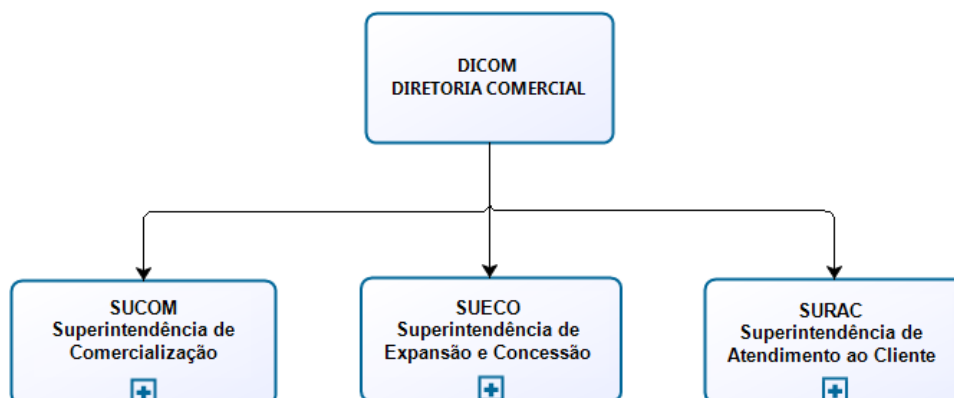 DICOM
DIRETORIA COMERCIAL
SUCOM
Superintendência de
Comercialização
SUECO
Superintendência de
Expansão e Concessão
SURAC
Superintendência de
Atendimento ao Cliente